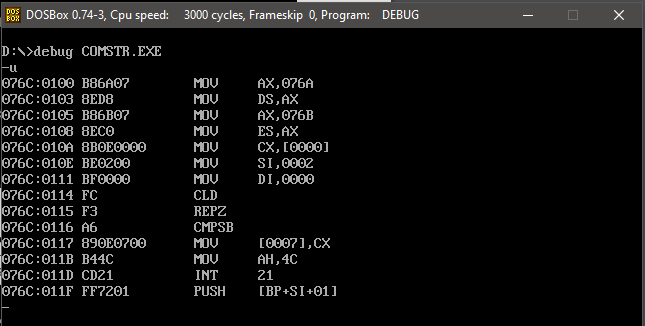 DOSBox 0.74-3, Cpu speed: 3000 cycles, Frameskip 0, Program: DEBUG
D:\>debug COMSTR.EXE
-u
076C:0100 B86A07 MOV AX,076A
076C:0103 8ED8 MOV DS,AX
076C:0105 B86B07 MOV AX,076B
076C:0108 8EC0 MOV ES,AX
076C:010A 8B0E0000 MOV CX,[0000]
076C:010E BE0200 MOV SI,0002
076C:0111 BF0000 MOV DI,0000
076C:0114 FC CLD
076C:0115 F3 REPZ
076C:0116 A6 CMPSB
076C:0117 890E0700 MOV [0007],CX
076C:011B B44C MOV AH,4C
076C:011D CD21 INT 21
076C:011F FF7201 PUSH [BP+SI+01]
-